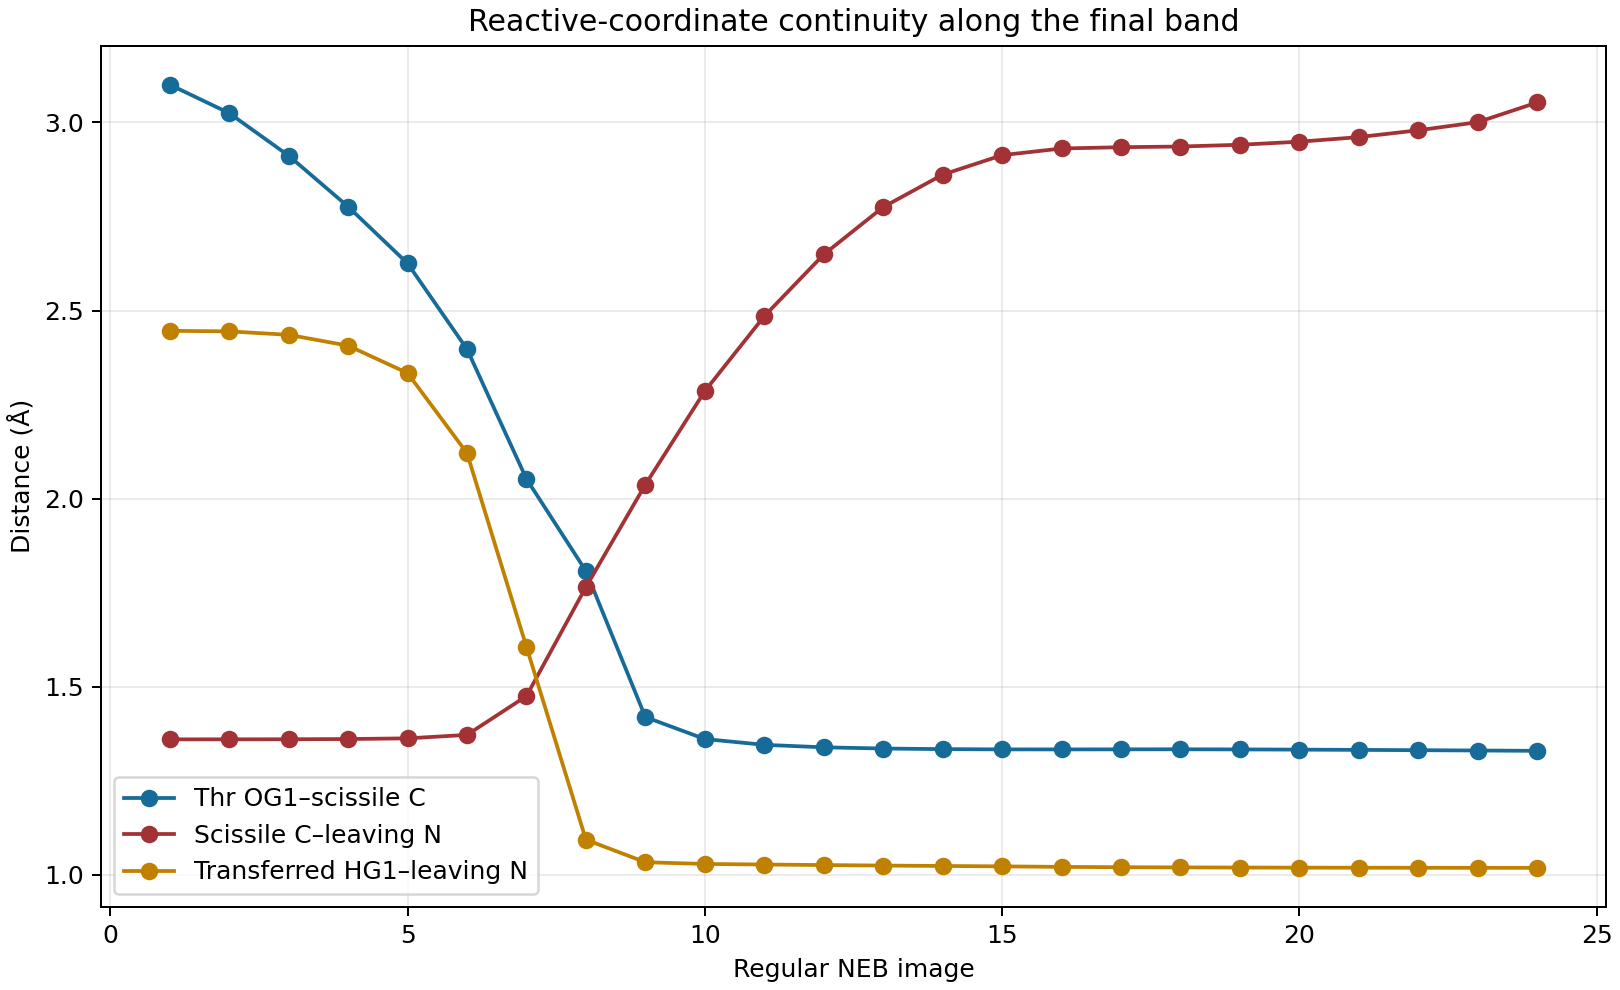 Reactive-coordinate continuity along the final band
Distance (Å)
3.0
2.5
2.0
1.5
1.0
Thr OG1–scissile C
Scissile C–leaving N
Transferred HG1–leaving N
0 5 10 15 20 25
Regular NEB image